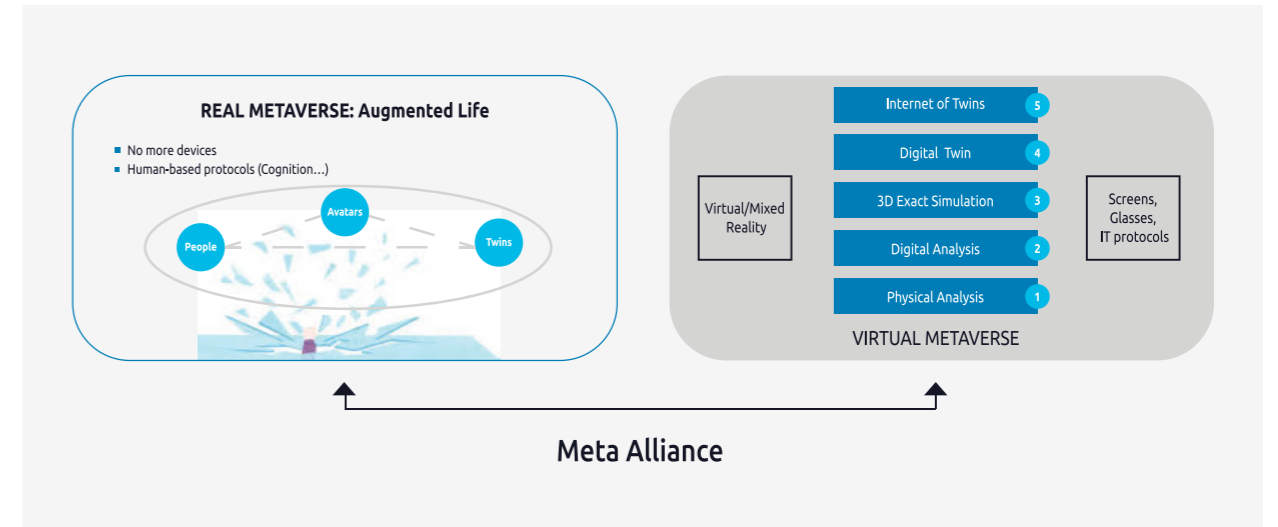 REAL METAVERSE: Augmented Life
No more devices
Human-based protocols (Cognition...)
Avatars
People
Twins
Virtual/Mixed
Reality
Internet of Twins
5
Digital Twin
4
3D Exact Simulation
3
Digital Analysis
2
Physical Analysis
1
VIRTUAL METAVERSE
Screens,
Glasses,
IT protocols
Meta Alliance